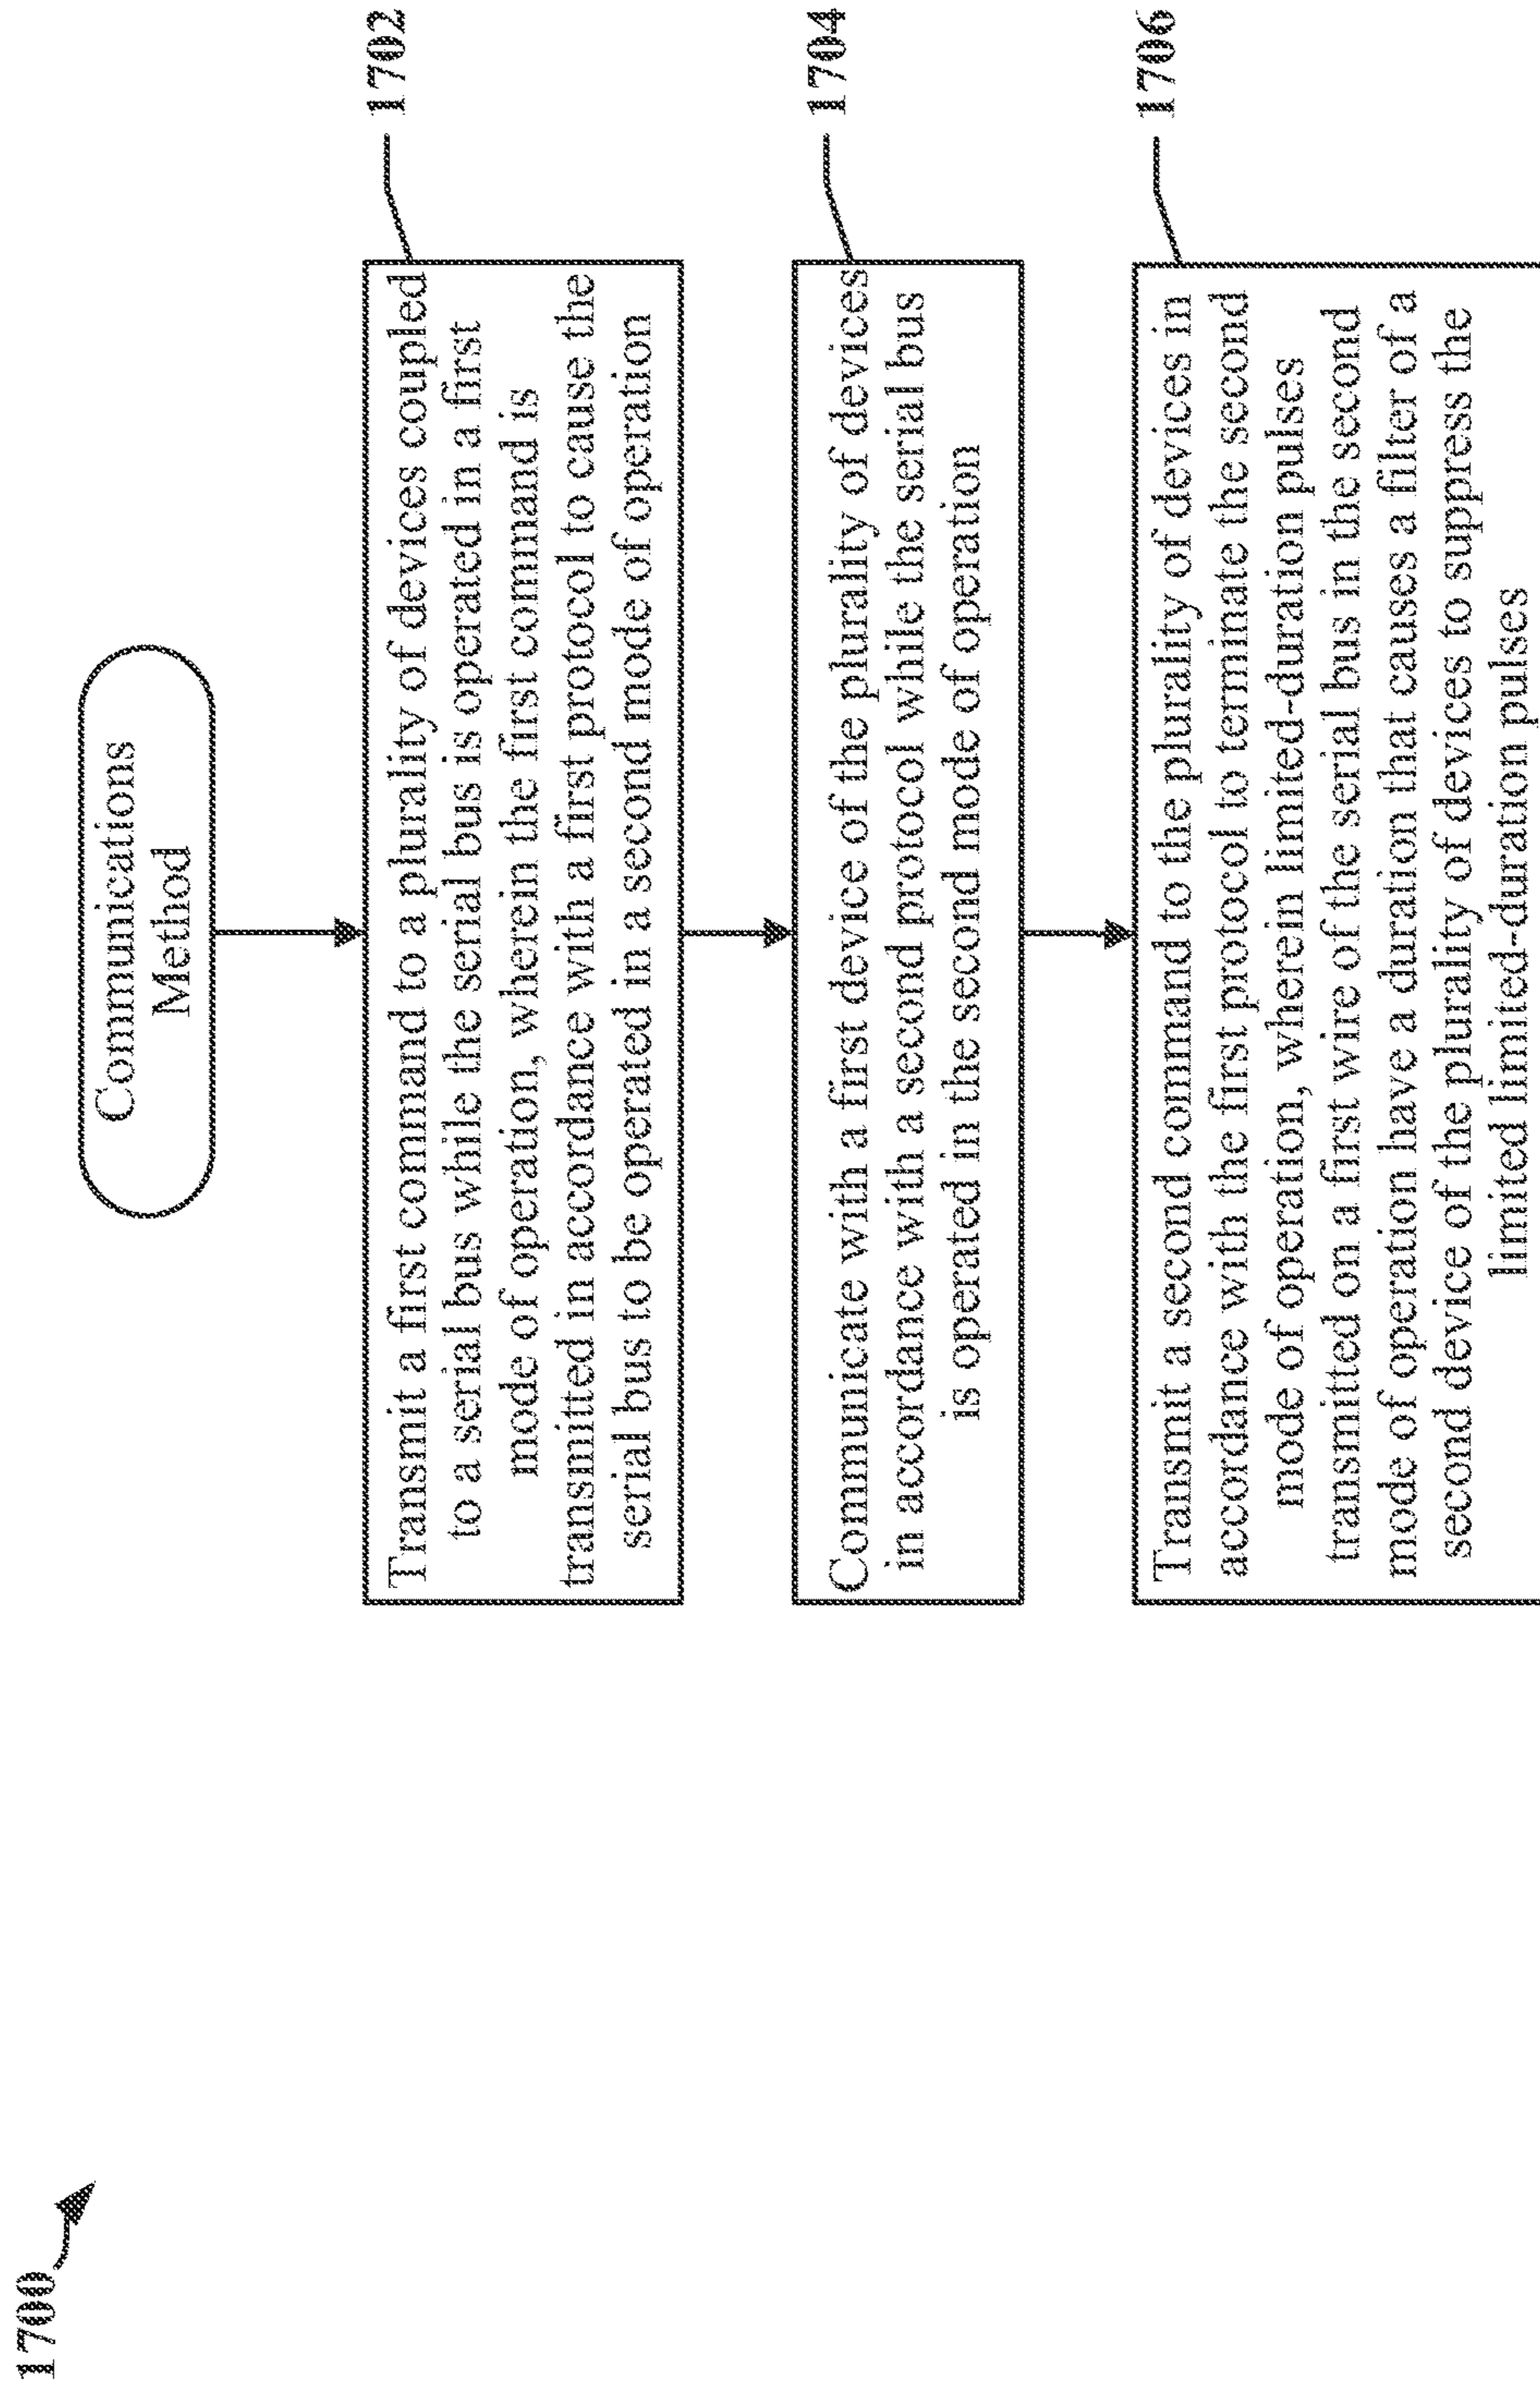 1700
Communications
Method
Transmit a first command to a plurality of devices coupled
to a serial bus while the serial bus is operated in a first
mode of operation, wherein the first command is
transmitted in accordance with a first protocol to cause the
serial bus to be operated in a second mode of operation
1702
Communicate with a first device of the plurality of devices
in accordance with a second protocol while the serial bus
is operated in the second mode of operation
1704
Transmit a second command to the plurality of devices in
accordance with the first protocol to terminate the second
mode of operation, wherein limited-duration pulses
transmitted on a first wire of the serial bus in the second
mode of operation have a duration that causes a filter of a
second device of the plurality of devices to suppress the
limited limited-duration pulses
1706